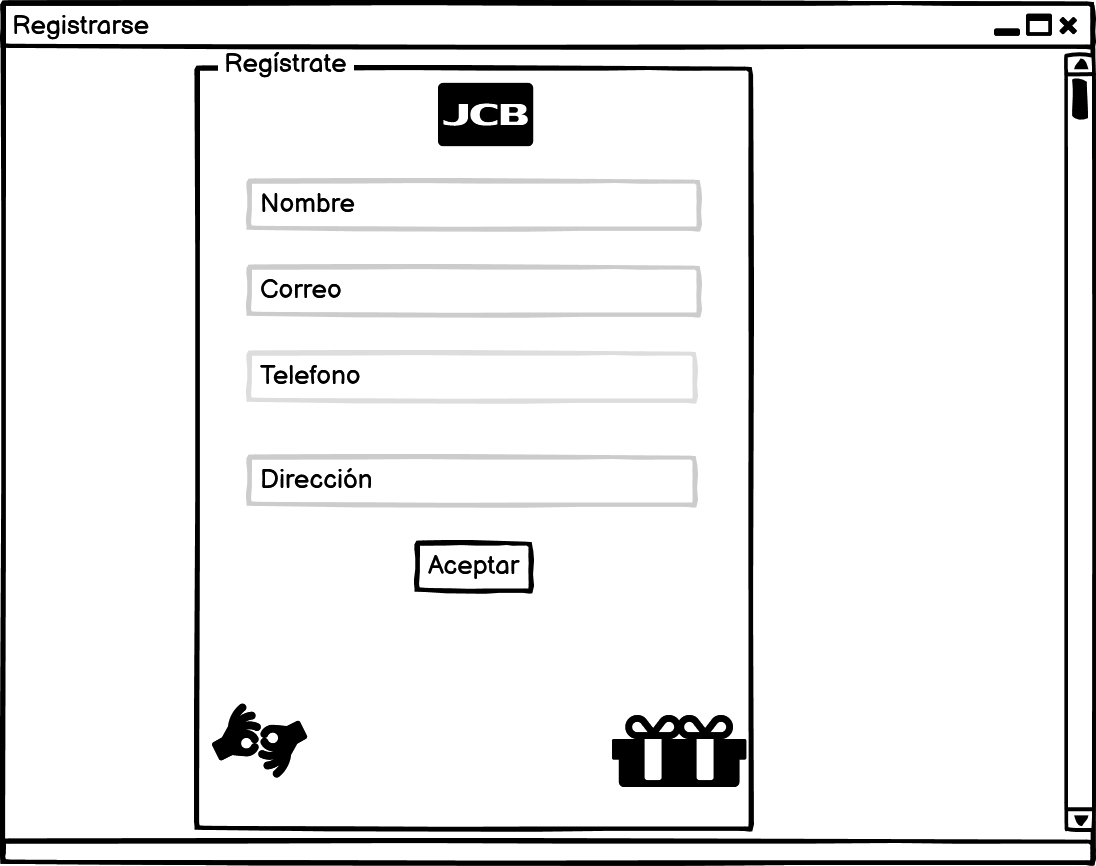 Registrarse
Regístrate
JCB
Nombre
Correo
Telefono
Dirección
Aceptar